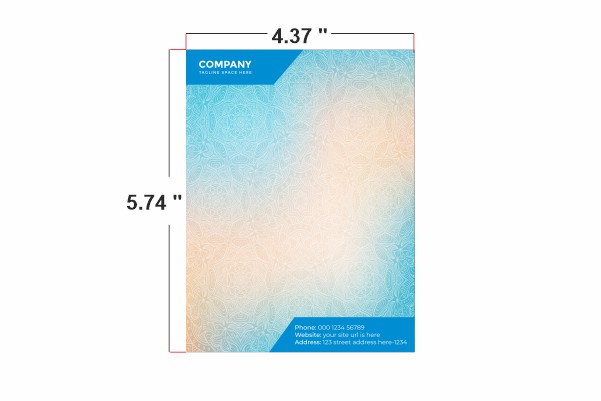 4.37 "
COMPANY
TAGLINE SPACE HERE
5.74 "
Phone: 000 1234 56789
Website: your site url is here
Address: 123 street address here-1234